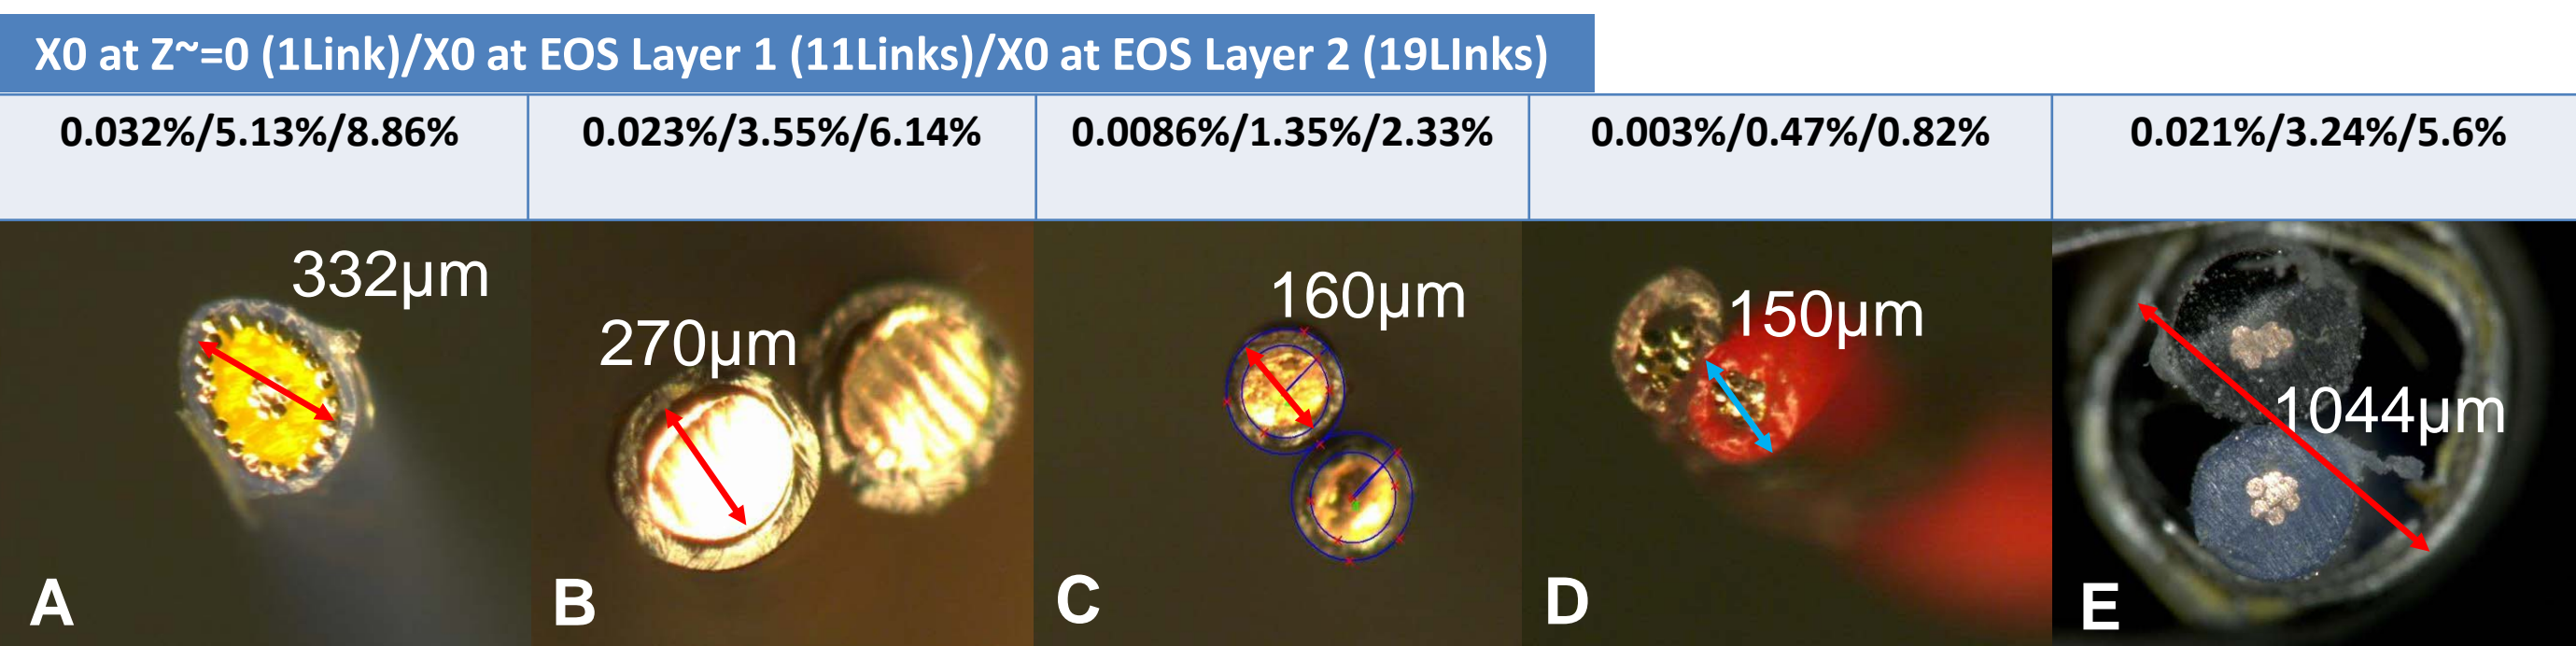 X0 at Z~=0 (1Link)/X0 at EOS Layer 1 (11Links)/X0 at EOS Layer 2 (19LInks)
0.032%/5.13%/8.86%
0.023%/3.55%/6.14%
0.0086%/1.35%/2.33%
0.003%/0.47%/0.82%
0.021%/3.24%/5.6%
332µm
A
270µm
B
160µm
C
150µm
D
1044µm
E